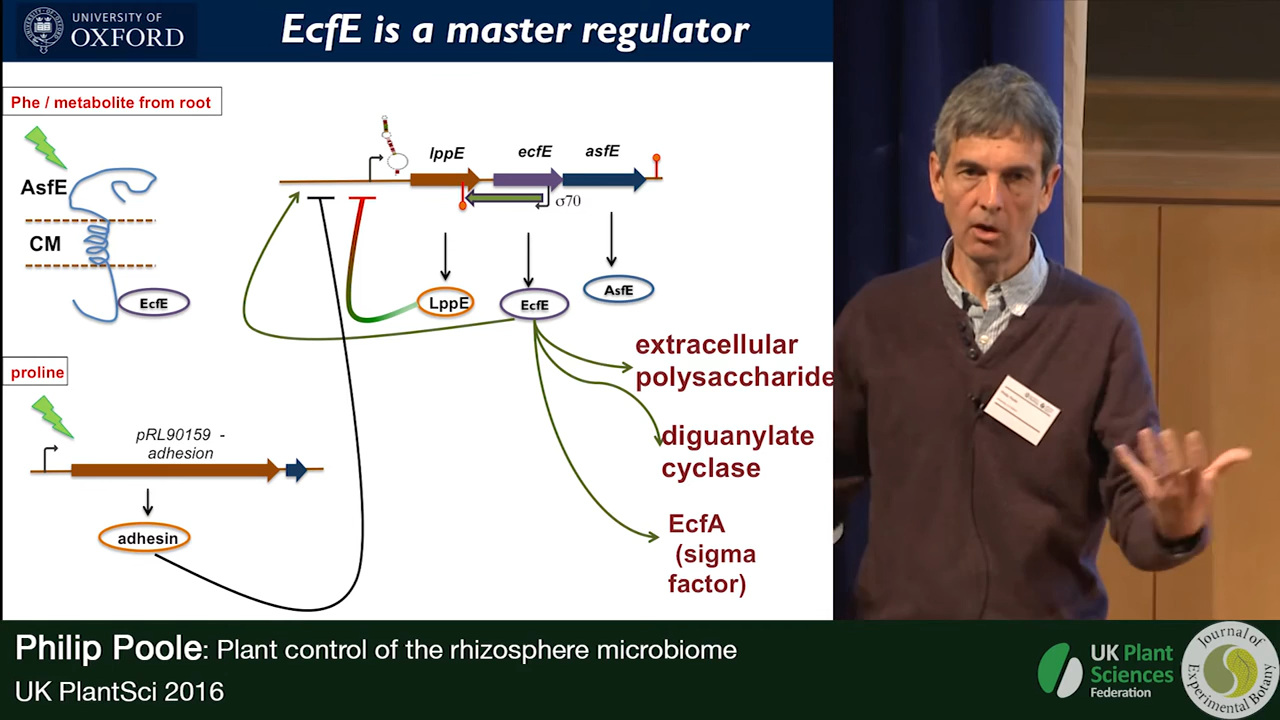 UNIVERSITY OF
OXFORD
EcfE is a master regulator
Phe / metabolite from root
AsfE
CM
EcfE
lppE
ecfE
asfE
σ70
LppE
EcfE
AsfE
extracellular
polysaccharide
diguanylate
cyclase
EcfA
(sigma
factor)
proline
pRL90159 -
adhesion
adhesin
Philip Poole: Plant control of the rhizosphere microbiome
UK PlantSci 2016
UK Plant
Sciences
Federation
Journal of
Experimental Botany